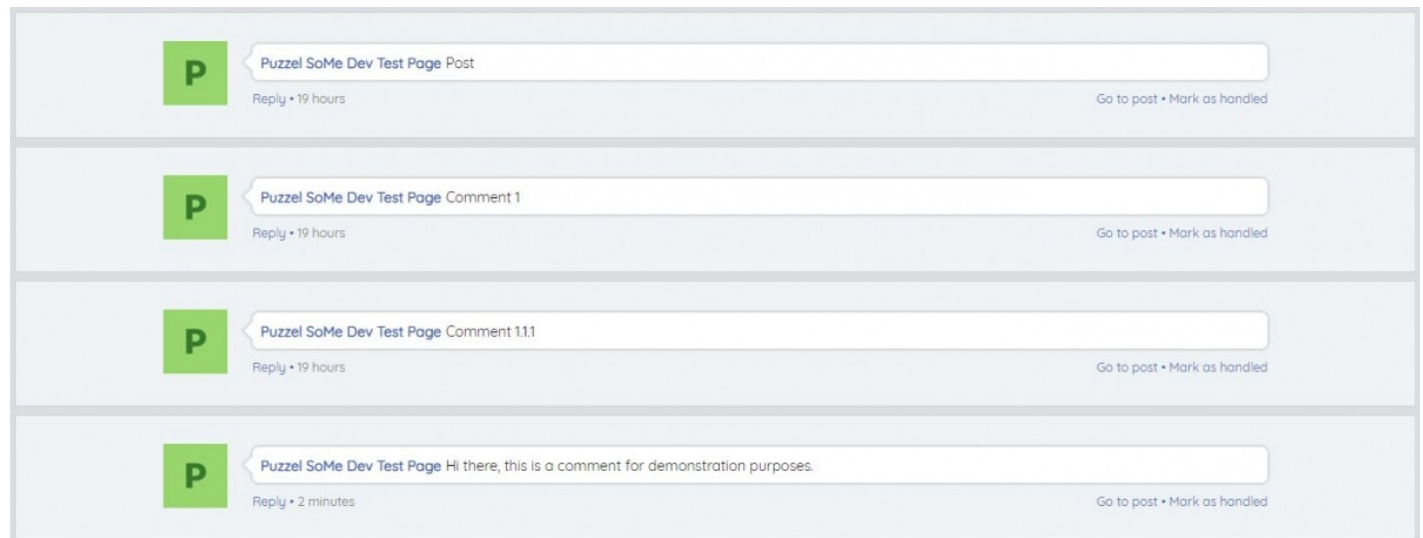 P
Puzzel SoMe Dev Test Page Post
Reply • 19 hours
Go to post • Mark as handled
P
Puzzel SoMe Dev Test Page Comment 1
Reply • 19 hours
Go to post • Mark as handled
P
Puzzel SoMe Dev Test Page Comment 1.1.1
Reply • 19 hours
Go to post • Mark as handled
P
Puzzel SoMe Dev Test Page Hi there, this is a comment for demonstration purposes.
Reply • 2 minutes
Go to post • Mark as handled